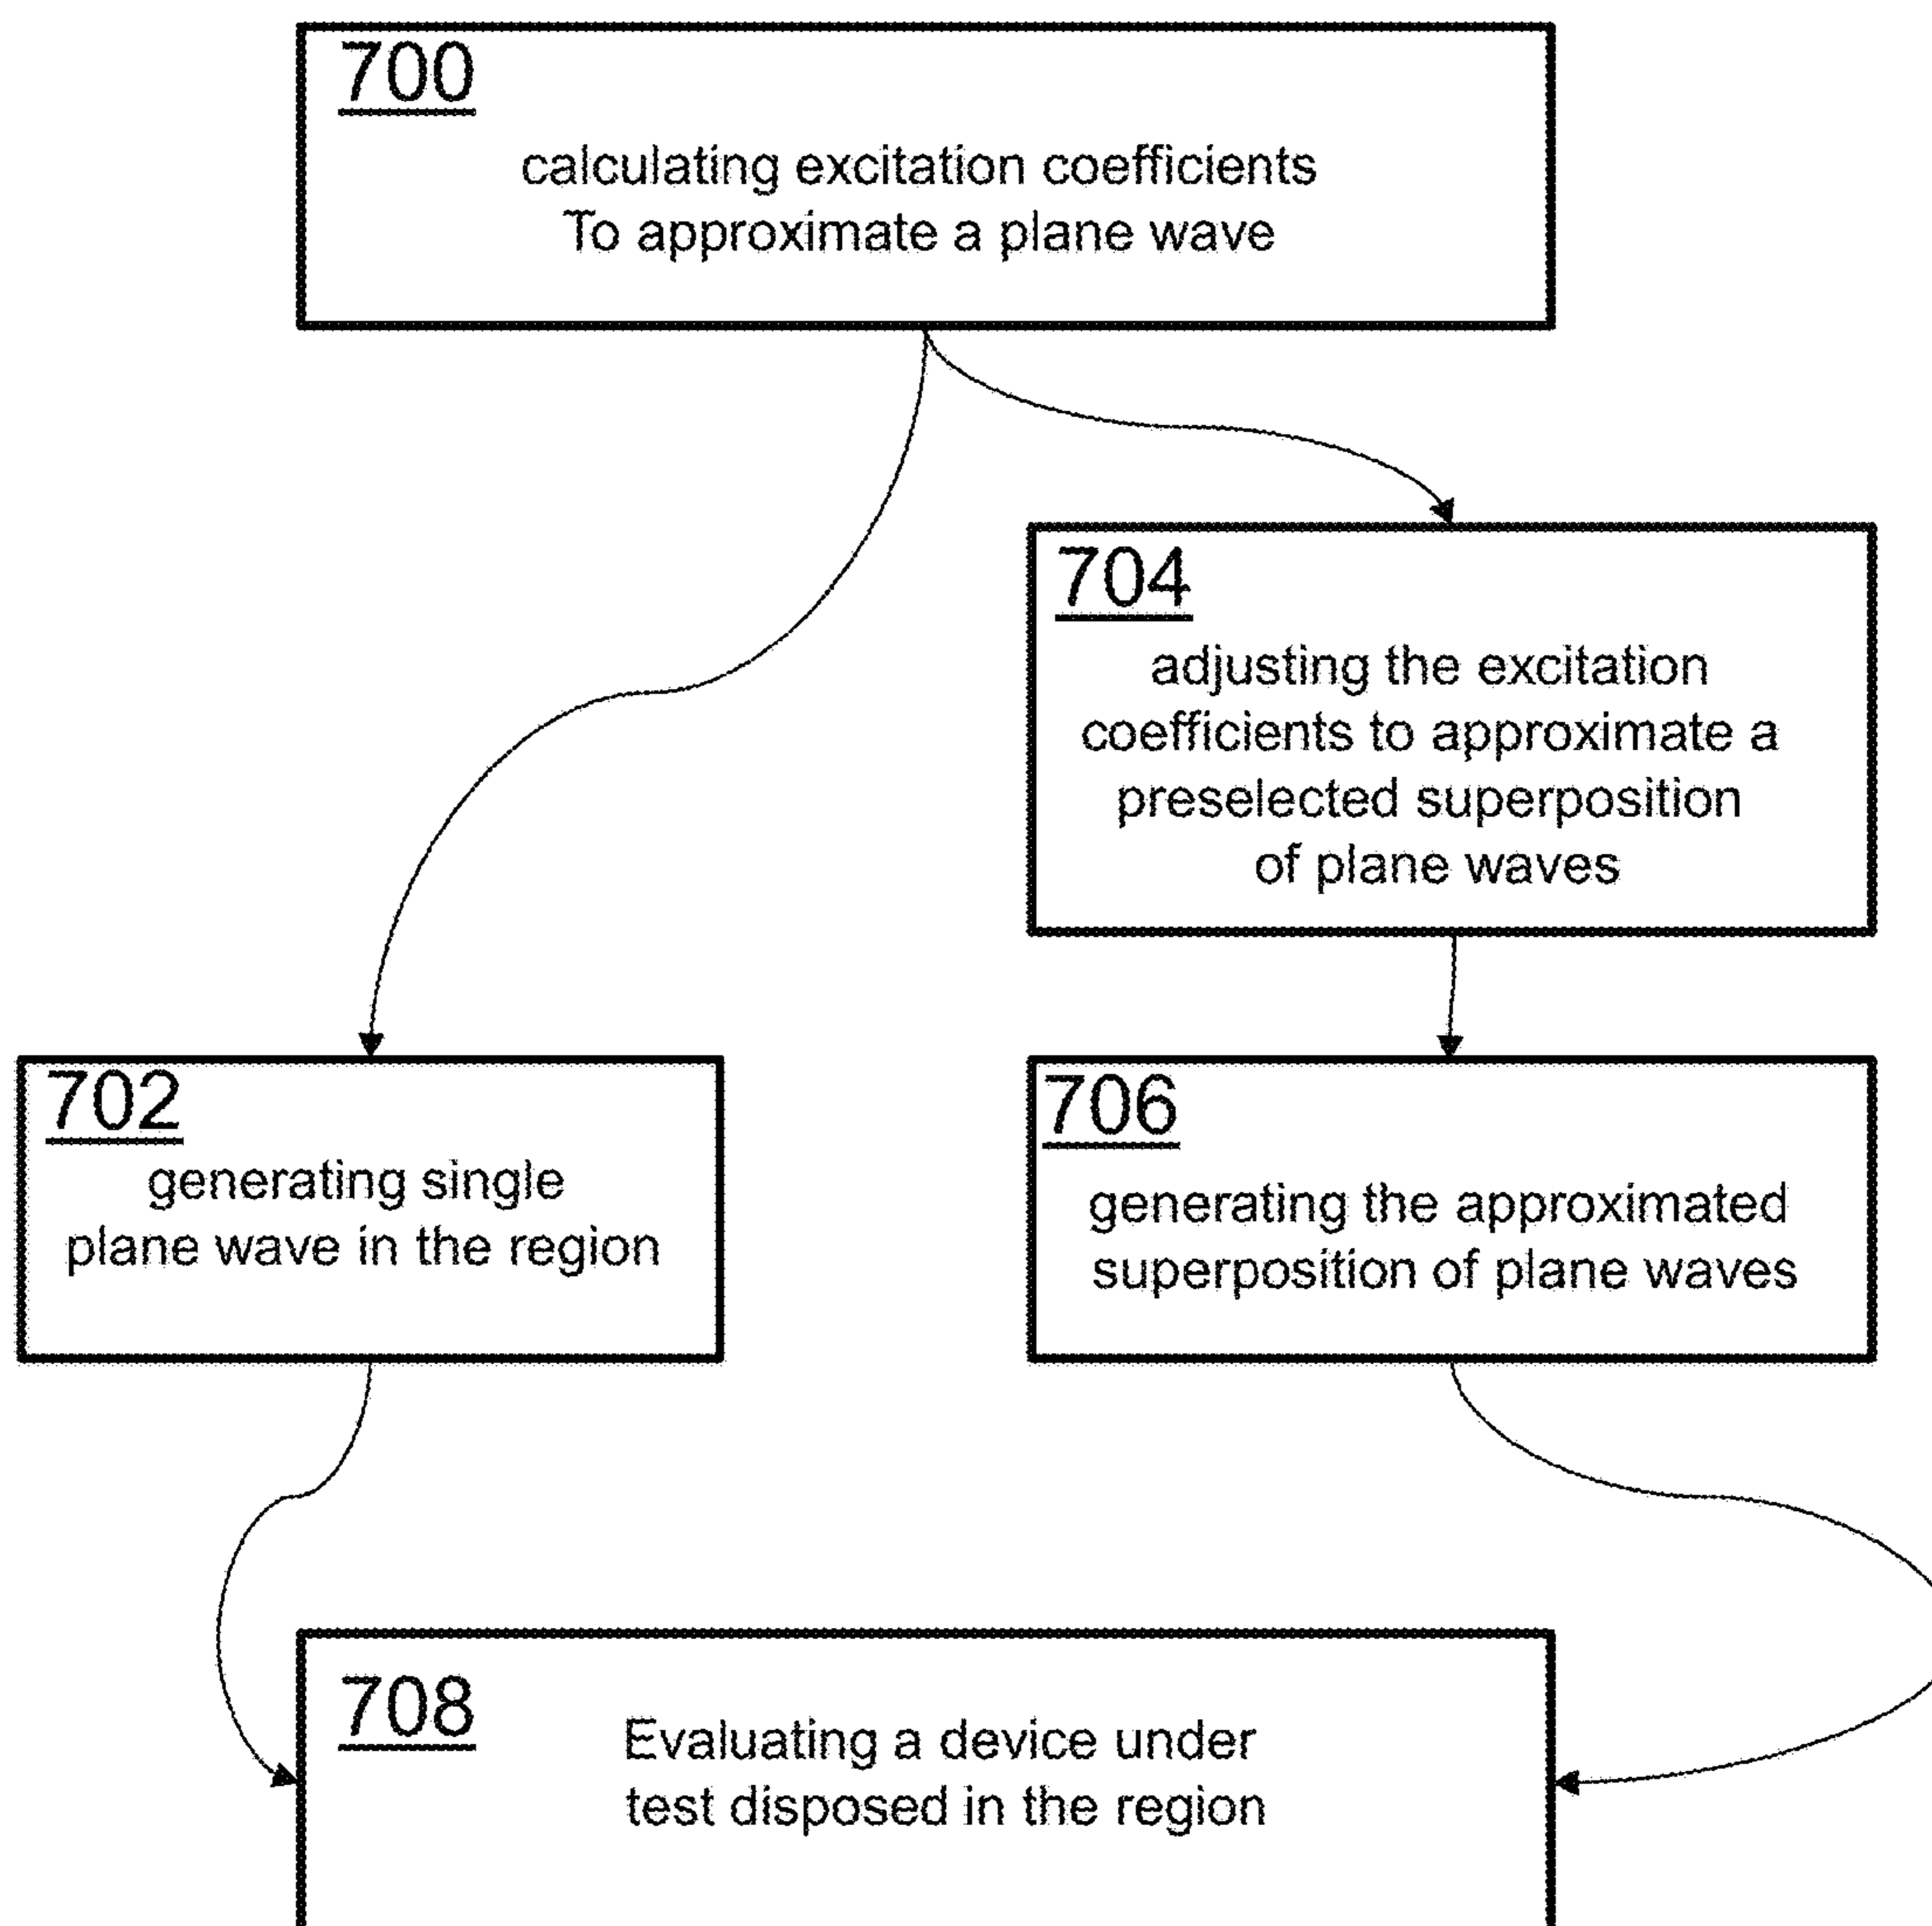 700
calculating excitation coefficients
To approximate a plane wave
704
adjusting the excitation
coefficients to approximate a
preselected superposition
of plane waves
702
generating single
plane wave in the region
706
generating the approximated
superposition of plane waves
708
Evaluating a device under
test disposed in the region